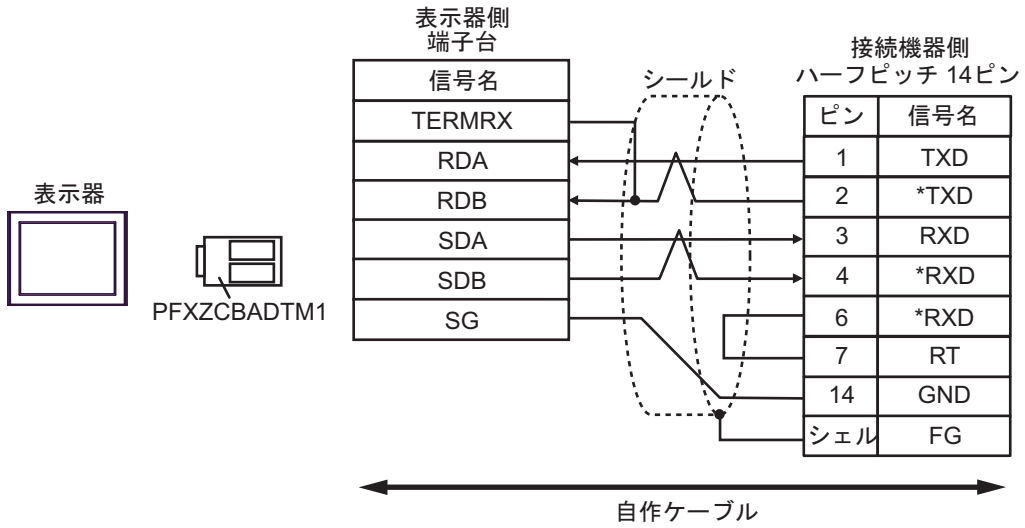 表示器側
端子台
信号名
TERMRX
RDA
RDB
SDA
SDB
SG
シールド
接続機器側
ハーフピッチ 14ピン
ピン 信号名
1 TXD
2 *TXD
3 RXD
4 *RXD
6 *RXD
7 RT
14 GND
シェル FG
表示器
PFXZCBADTM1
自作ケーブル